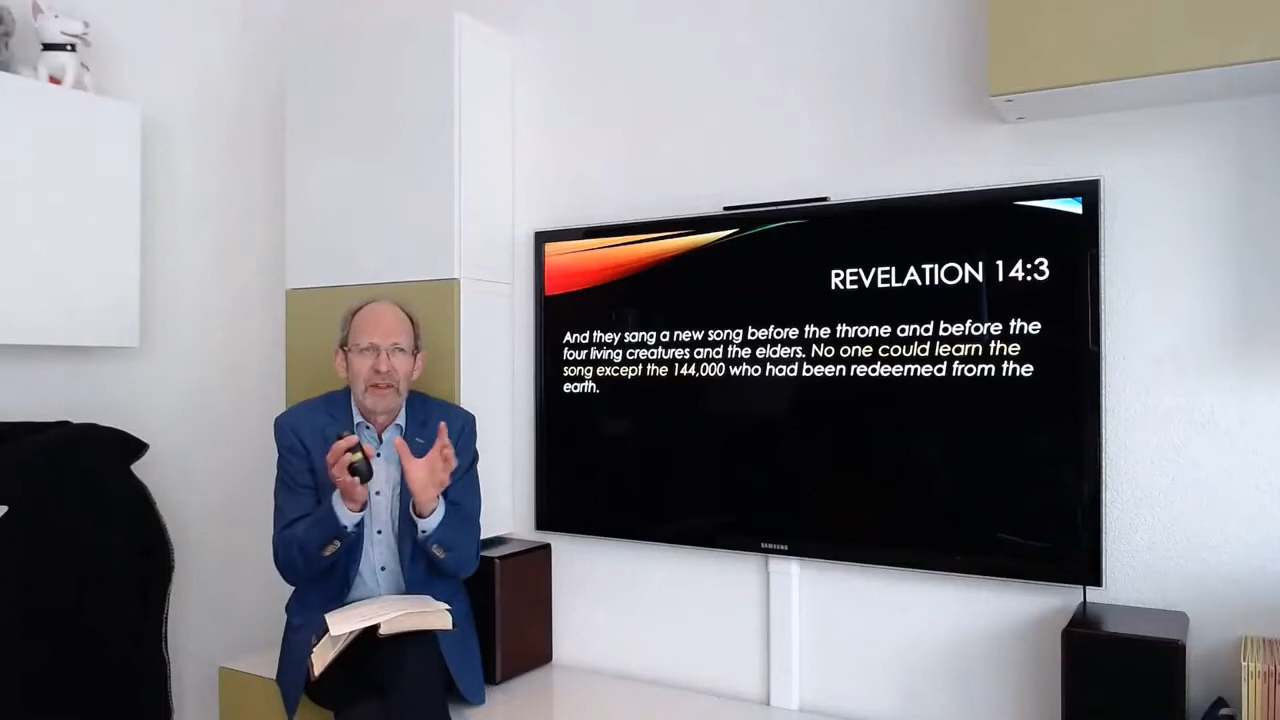 REVELATION 14:3
And they sang a new song before the throne and before the
four living creatures and the elders. No one could learn the
song except the 144,000 who had been redeemed from the
earth.
SAMSUNG